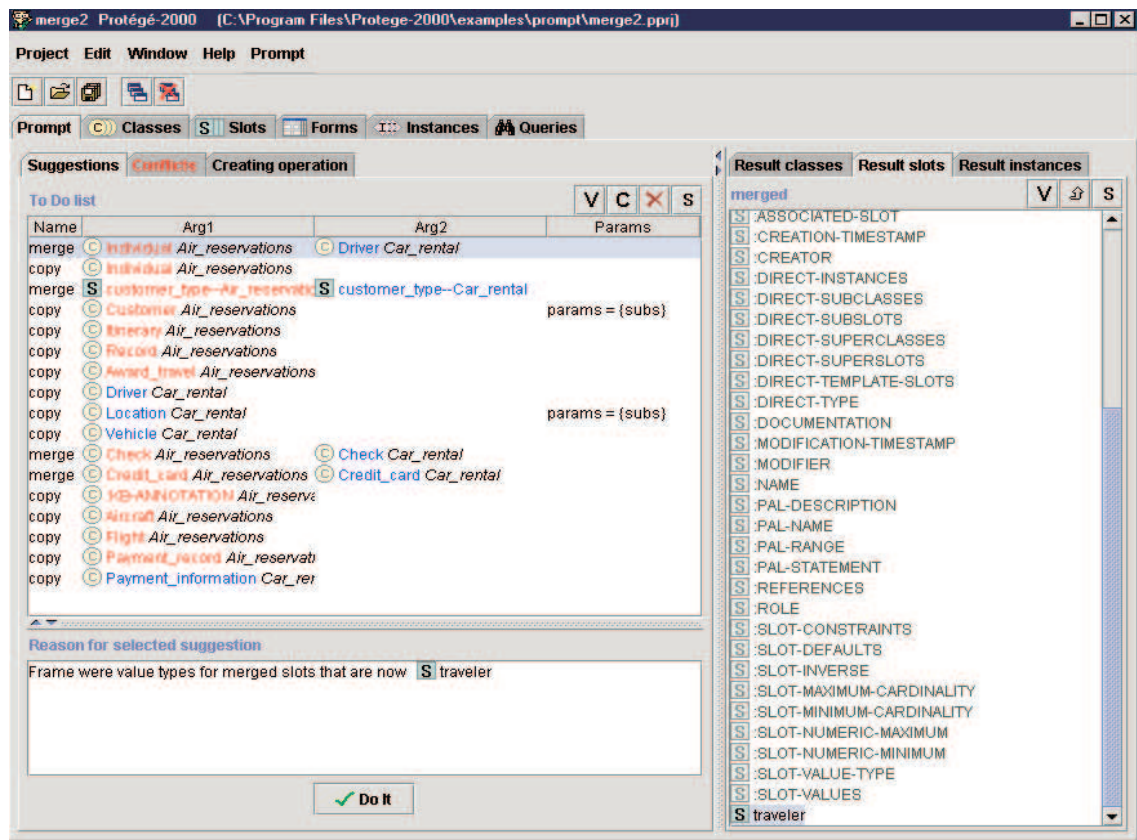 merge2 Protégé-2000 (C:\Program Files\Protege-2000\examples\prompt\merge2.pprj)
Project Edit Window Help Prompt
Prompt C Classes S Slots Forms Instances Queries
Suggestions Conflicts Creating operation
To Do list V C S
Name Arg1 Arg2 Params
merge C Individual Air_reservations C Driver Car_rental
copy C Individual Air_reservations
merge S customer_type--Air_reservatio S customer_type--Car_rental
copy C Customer Air_reservations params = {subs}
copy C Itinerary Air_reservations
copy C Record Air_reservations
copy C Award_travel Air_reservations
copy C Driver Car_rental
copy C Location Car_rental params = {subs}
copy C Vehicle Car_rental
merge C Check Air_reservations C Check Car_rental
merge C Credit_card Air_reservations C Credit_card Car_rental
copy C :KB-ANNOTATION Air_reserva
copy C Aircraft Air_reservations
copy C Flight Air_reservations
copy C Payment_record Air_reservati
copy C Payment_information Car_rer
Reason for selected suggestion
Frame were value types for merged slots that are now S traveler
Do It
Result classes Result slots Result instances
merged V S
S :ASSOCIATED-SLOT
S :CREATION-TIMESTAMP
S :CREATOR
S :DIRECT-INSTANCES
S :DIRECT-SUBCLASSES
S :DIRECT-SUBSLOTS
S :DIRECT-SUPERCLASSES
S :DIRECT-SUPERSLOTS
S :DIRECT-TEMPLATE-SLOTS
S :DIRECT-TYPE
S :DOCUMENTATION
S :MODIFICATION-TIMESTAMP
S :MODIFIER
S :NAME
S :PAL-DESCRIPTION
S :PAL-NAME
S :PAL-RANGE
S :PAL-STATEMENT
S :REFERENCES
S :ROLE
S :SLOT-CONSTRAINTS
S :SLOT-DEFAULTS
S :SLOT-INVERSE
S :SLOT-MAXIMUM-CARDINALITY
S :SLOT-MINIMUM-CARDINALITY
S :SLOT-NUMERIC-MAXIMUM
S :SLOT-NUMERIC-MINIMUM
S :SLOT-VALUE-TYPE
S :SLOT-VALUES
S traveler